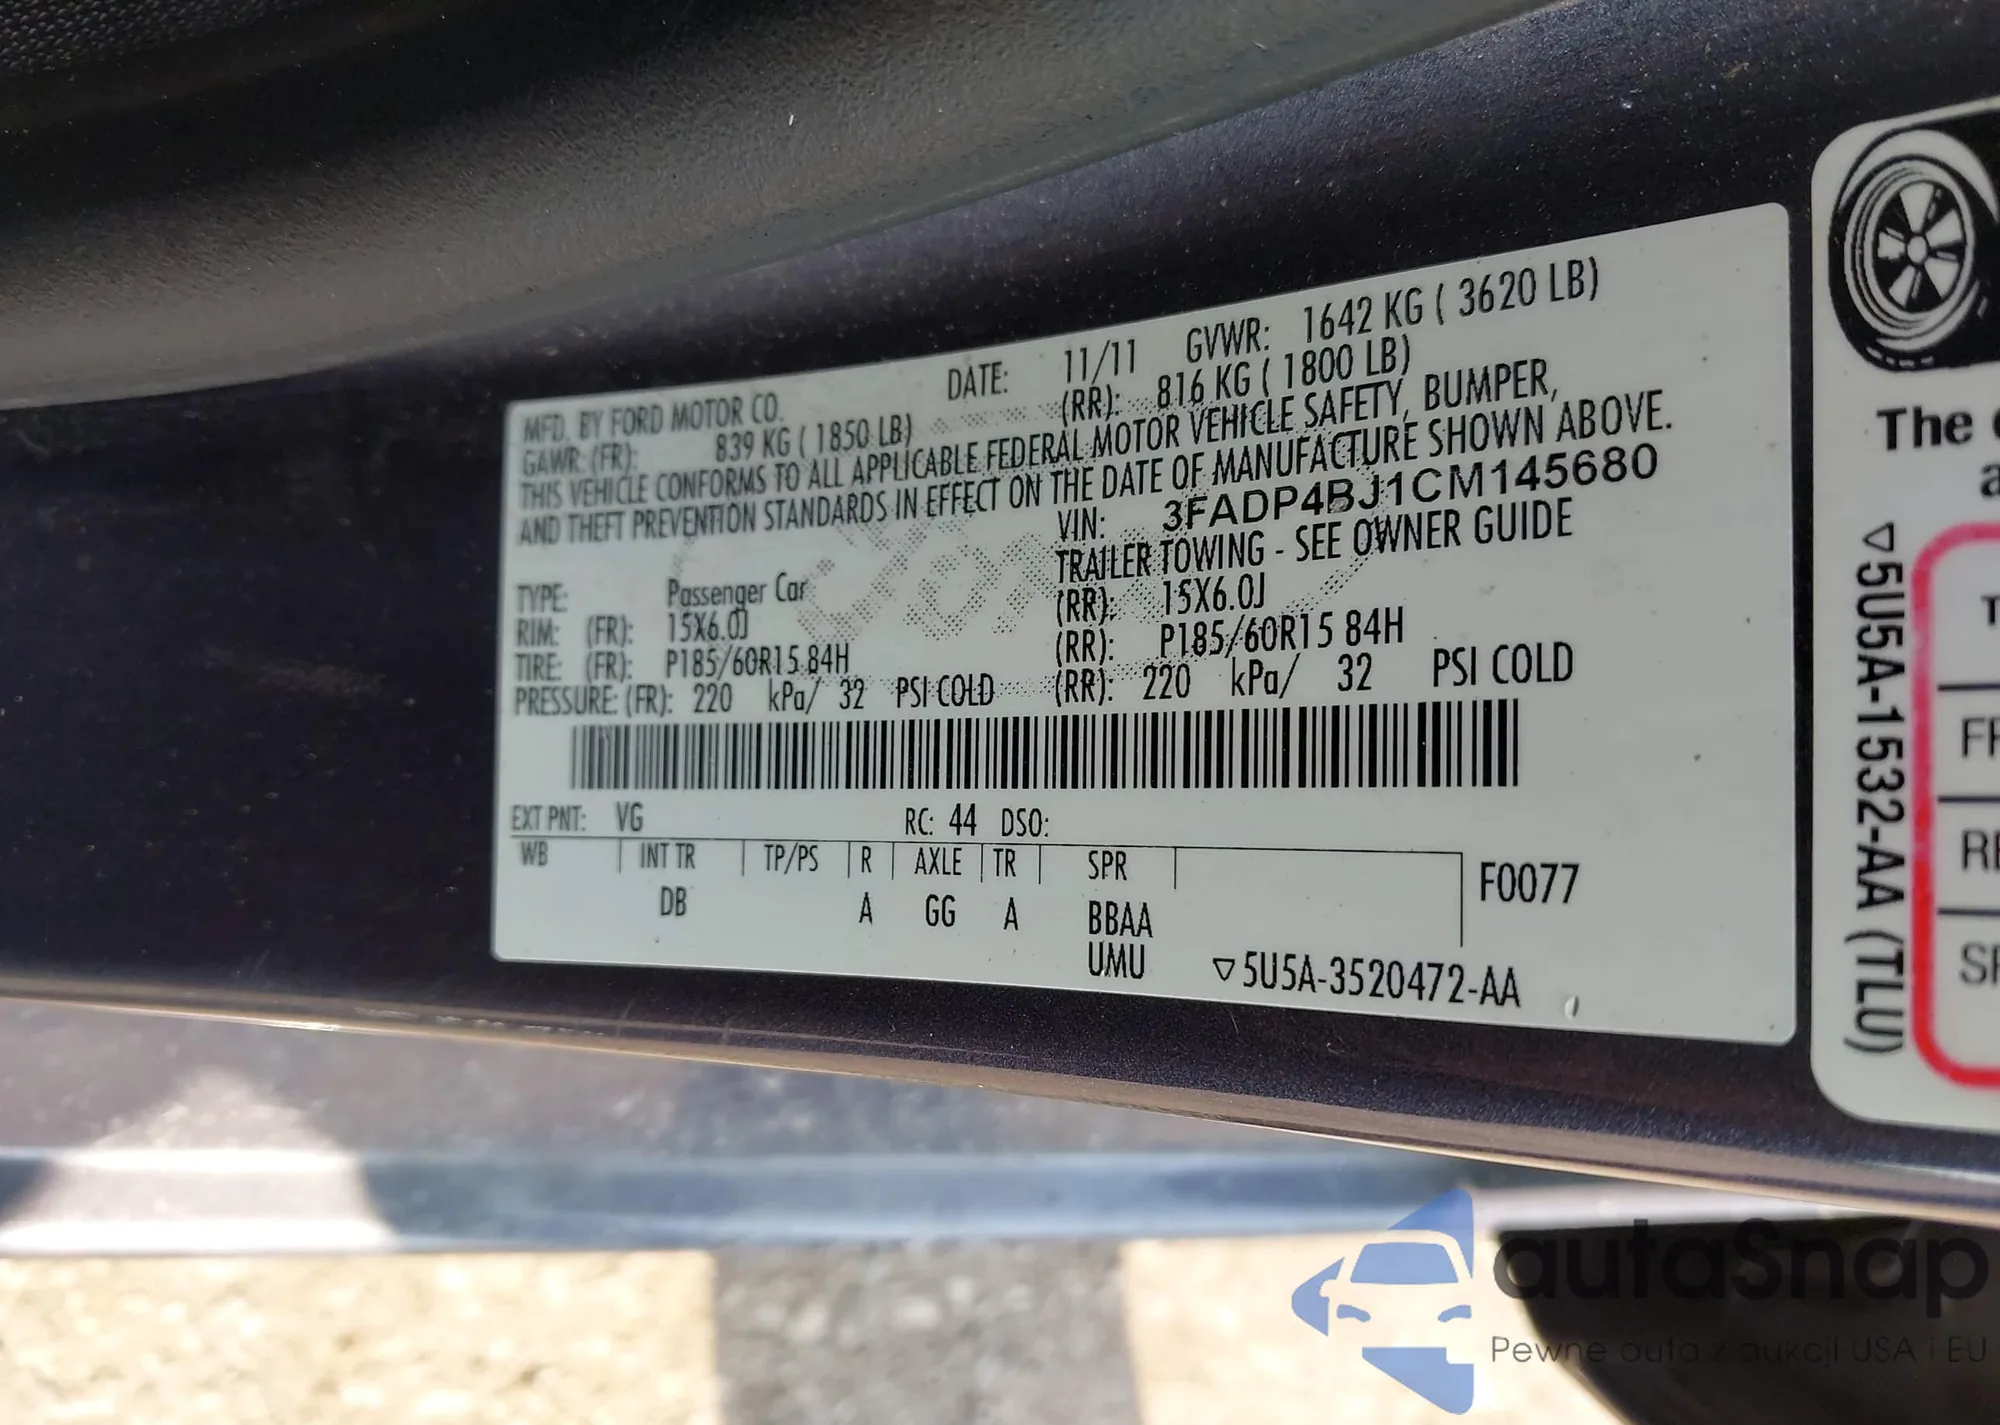 MFD. BY FORD MOTOR CO. DATE: 11/11 GVWR: 1642 KG ( 3620 LB)
GAWR: (FR): 839 KG ( 1850 LB) (RR): 816 KG ( 1800 LB)
THIS VEHICLE CONFORMS TO ALL APPLICABLE FEDERAL MOTOR VEHICLE SAFETY, BUMPER,
AND THEFT PREVENTION STANDARDS IN EFFECT ON THE DATE OF MANUFACTURE SHOWN ABOVE.
VIN: 3FADP4BJ1CM145680
TRAILER TOWING - SEE OWNER GUIDE
TYPE: Passenger Car
RIM: (FR): 15X6.0J (RR): 15X6.0J
TIRE: (FR): P185/60R15 84H (RR): P185/60R15 84H
PRESSURE: (FR): 220 kPa/ 32 PSI COLD (RR): 220 kPa/ 32 PSI COLD
EXT PNT: VG RC: 44 DSO:
WB INT TR TP/PS R AXLE TR SPR
F0077
DB A GG A BBAA
UMU
▽5U5A-3520472-AA
The
▽5U5A-1532-AA (TLU)
autaSnap
Pewne auta z aukcji USA i EU